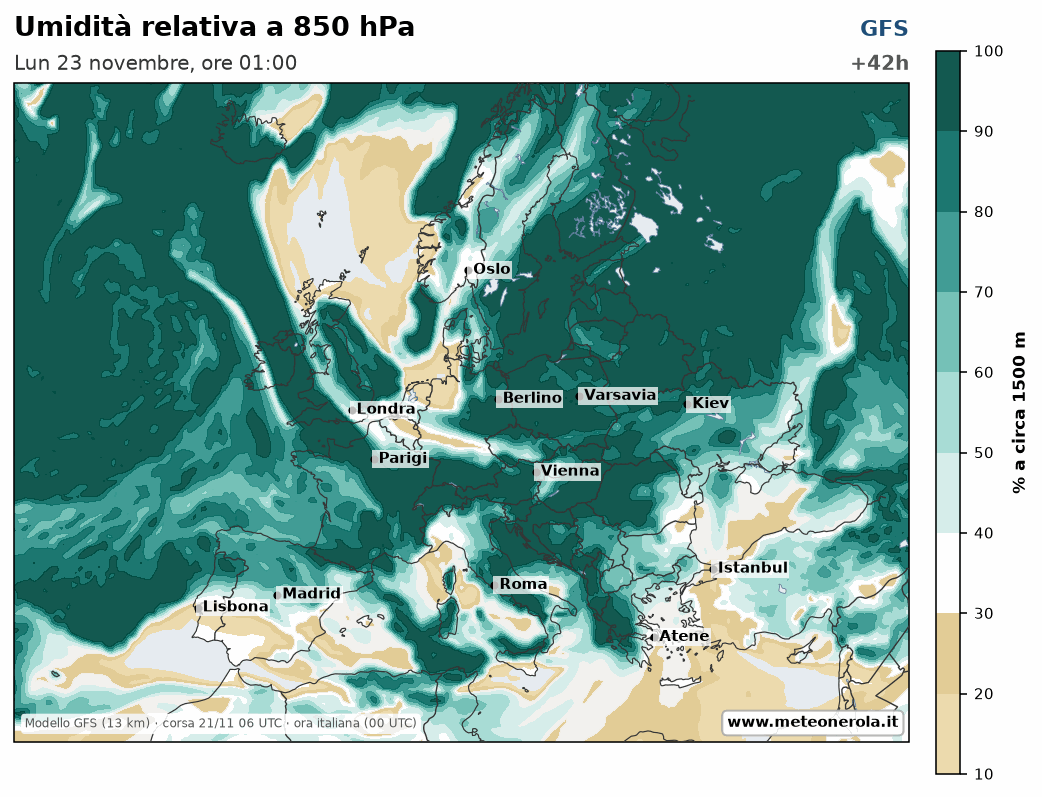 Umidità relativa a 850 hPa
GFS
Lun 23 novembre, ore 01:00
+42h
100
90
80
70
60
50
40
30
20
10
% a circa 1500 m
Oslo
Berlino
Varsavia
Kiev
Londra
Parigi
Vienna
Istanbul
Roma
Madrid
Lisbona
Atene
Modello GFS (13 km) · corsa 21/11 06 UTC · ora italiana (00 UTC)
www.meteonerola.it